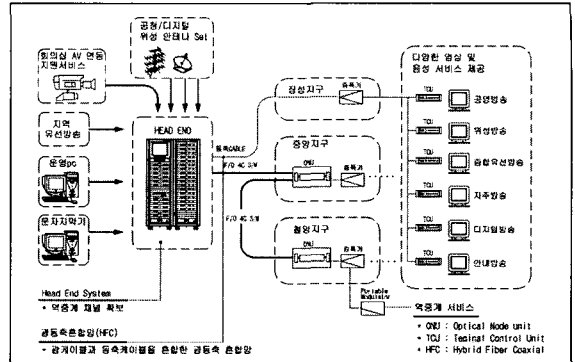 회의실 AV 연동
지원서비스
공청/디지털
위성 안테나 Set
지역
유선방송
운영pc
문자자막기
HEAD END
동축CABLE
F/O 4C S/W
F/O 4C S/W
장성지구
증폭기
중앙지구
ONU
증폭기
ONU
증폭기
Portable
Modulator
다양한 영상 및
음성 서비스 제공
TCU
공영방송
TCU
위성방송
TCU
종합유선방송
TCU
자주방송
TCU
디지털방송
TCU
안내방송
Head End System
* 역중계 채널 확보
광동축혼합망(HFC)
* 광케이블과 동축케이블을 혼합한 광동축 혼합망
역중계 서비스
* ONU : Optical Node unit
* TCU : Teminal Control Unit
* HFC : Hybrid Fiber Coaxial